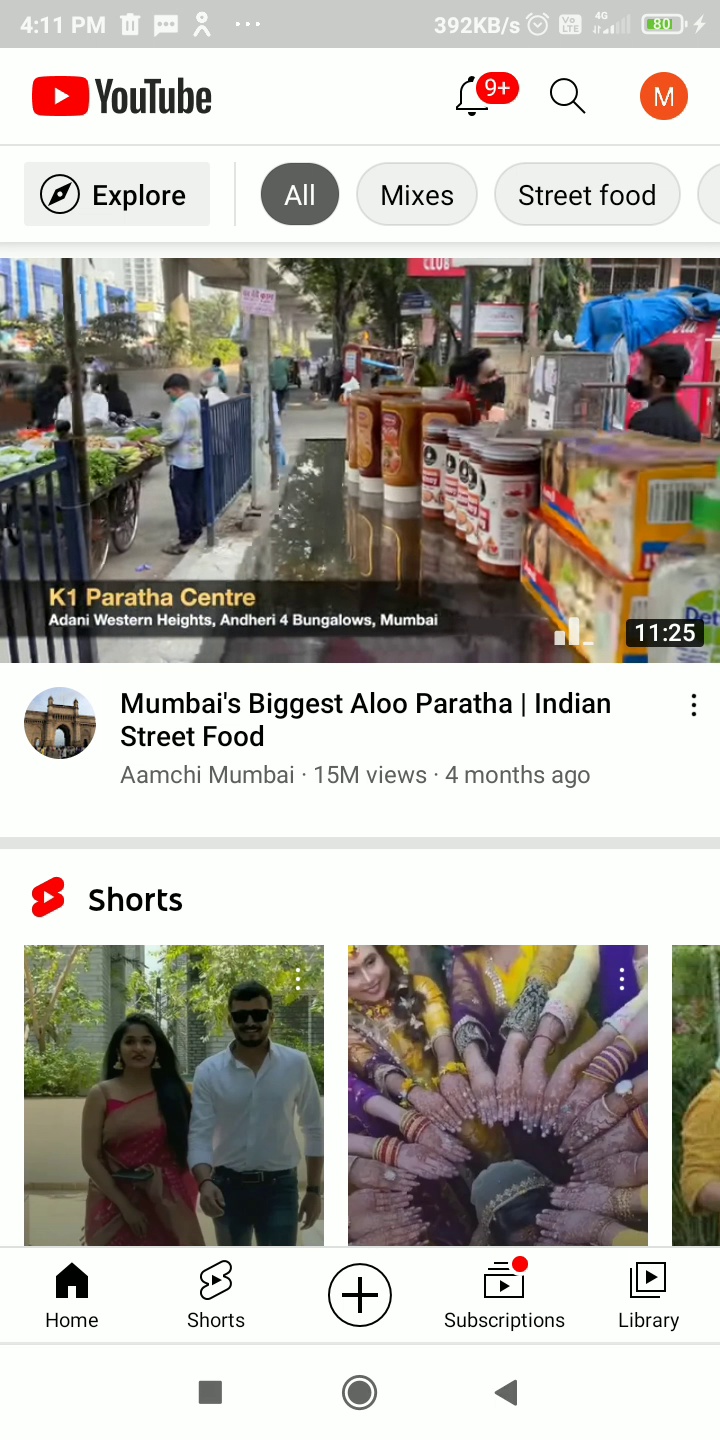 4:11 PM
392KB/s
Vo
LTE
4G
80
YouTube
9+
M
Explore
All
Mixes
Street food
CLUB
K1 Paratha Centre
Adani Western Heights, Andheri 4 Bungalows, Mumbai
11:25
Mumbai's Biggest Aloo Paratha | Indian
Street Food
Aamchi Mumbai · 15M views · 4 months ago
Shorts
Home
Shorts
Subscriptions
Library